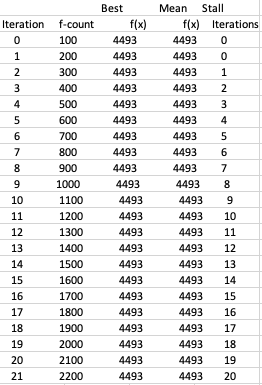 Best Mean Stall
Iteration f-count f(x) f(x) Iterations
0 100 4493 4493 0
1 200 4493 4493 0
2 300 4493 4493 1
3 400 4493 4493 2
4 500 4493 4493 3
5 600 4493 4493 4
6 700 4493 4493 5
7 800 4493 4493 6
8 900 4493 4493 7
9 1000 4493 4493 8
10 1100 4493 4493 9
11 1200 4493 4493 10
12 1300 4493 4493 11
13 1400 4493 4493 12
14 1500 4493 4493 13
15 1600 4493 4493 14
16 1700 4493 4493 15
17 1800 4493 4493 16
18 1900 4493 4493 17
19 2000 4493 4493 18
20 2100 4493 4493 19
21 2200 4493 4493 20